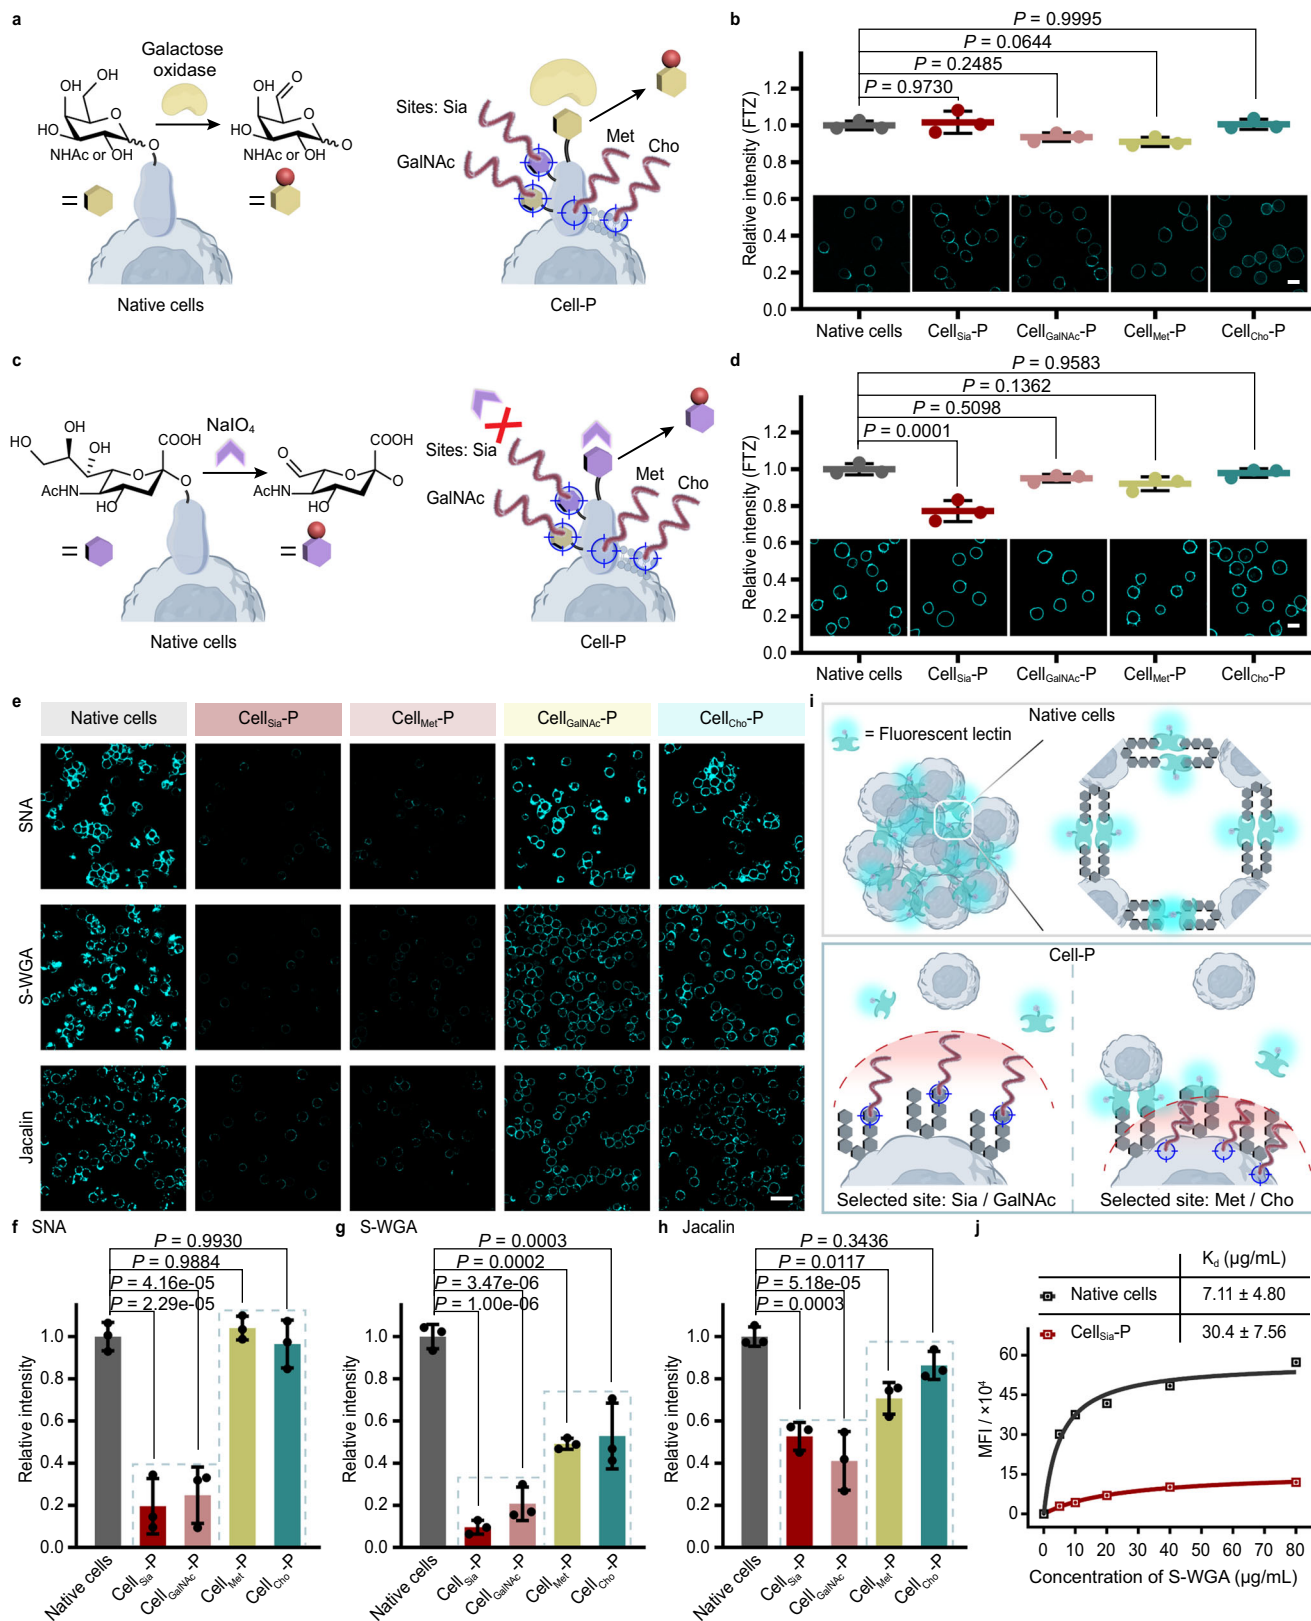 a
Galactose
oxidase
OH
OH
HO
NHAc or
OH
O
O
OH
HO
NHAc or
OH
O
=
=
Native cells
Sites: Sia
GalNAc
Met
Cho
Cell-P
b
P = 0.9995
P = 0.0644
P = 0.2485
P = 0.9730
Relative intensity (FTZ)
1.2
1.0
0.8
0.6
0.4
0.2
0.0
Native cells
CellSia-P
CellGalNAc-P
CellMet-P
CellCho-P
c
NaIO₄
OH
HO
OH
COOH
AcHN
HO
O
O
O
COOH
AcHN
HO
O
O
=
=
Native cells
Sites: Sia
GalNAc
Met
Cho
Cell-P
d
P = 0.9583
P = 0.1362
P = 0.5098
P = 0.0001
Relative intensity (FTZ)
1.2
1.0
0.8
0.6
0.4
0.2
0.0
Native cells
CellSia-P
CellGalNAc-P
CellMet-P
CellCho-P
e
Native cells
CellSia-P
CellMet-P
CellGalNAc-P
CellCho-P
SNA
S-WGA
Jacalin
i
Native cells
= Fluorescent lectin
Cell-P
Selected site: Sia / GalNAc
Selected site: Met / Cho
f SNA
P = 0.9930
P = 0.9884
P = 4.16e-05
P = 2.29e-05
Relative intensity
1.0
0.8
0.6
0.4
0.2
0.0
Native cells
CellSia-P
CellGalNAc-P
CellMet-P
CellCho-P
g S-WGA
P = 0.0003
P = 0.0002
P = 3.47e-06
P = 1.00e-06
Relative intensity
1.0
0.8
0.6
0.4
0.2
0.0
Native cells
CellSia-P
CellGalNAc-P
CellMet-P
CellCho-P
h Jacalin
P = 0.3436
P = 0.0117
P = 5.18e-05
P = 0.0003
Relative intensity
1.0
0.8
0.6
0.4
0.2
0.0
Native cells
CellSia-P
CellGalNAc-P
CellMet-P
CellCho-P
j
Kd (μg/mL)
Native cells 7.11 ± 4.80
CellSia-P 30.4 ± 7.56
MFI / ×10⁴
60
45
30
15
0
0 10 20 30 40 50 60 70 80
Concentration of S-WGA (μg/mL)